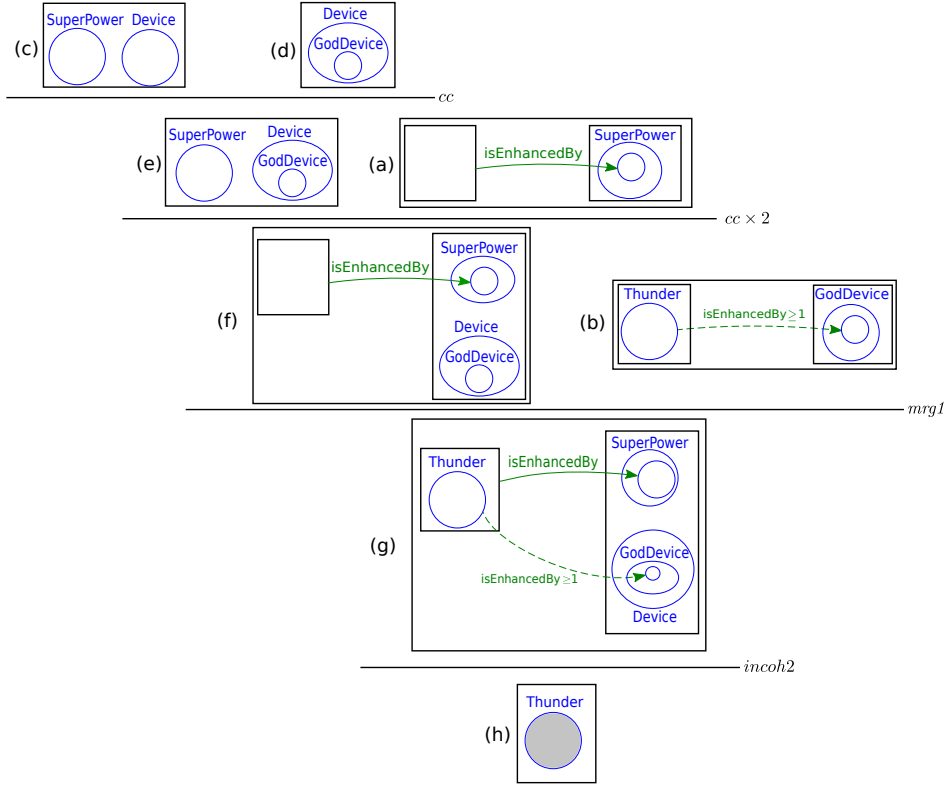 SuperPower Device
(c)
Device
(d) GodDevice
cc
SuperPower Device
(e) GodDevice
(a) isEnhancedBy SuperPower
cc × 2
(f) isEnhancedBy SuperPower
Device
GodDevice
(b) Thunder isEnhancedBy≥1 GodDevice
mrg1
(g) Thunder isEnhancedBy SuperPower
isEnhancedBy≥1 GodDevice
Device
incoh2
Thunder
(h)